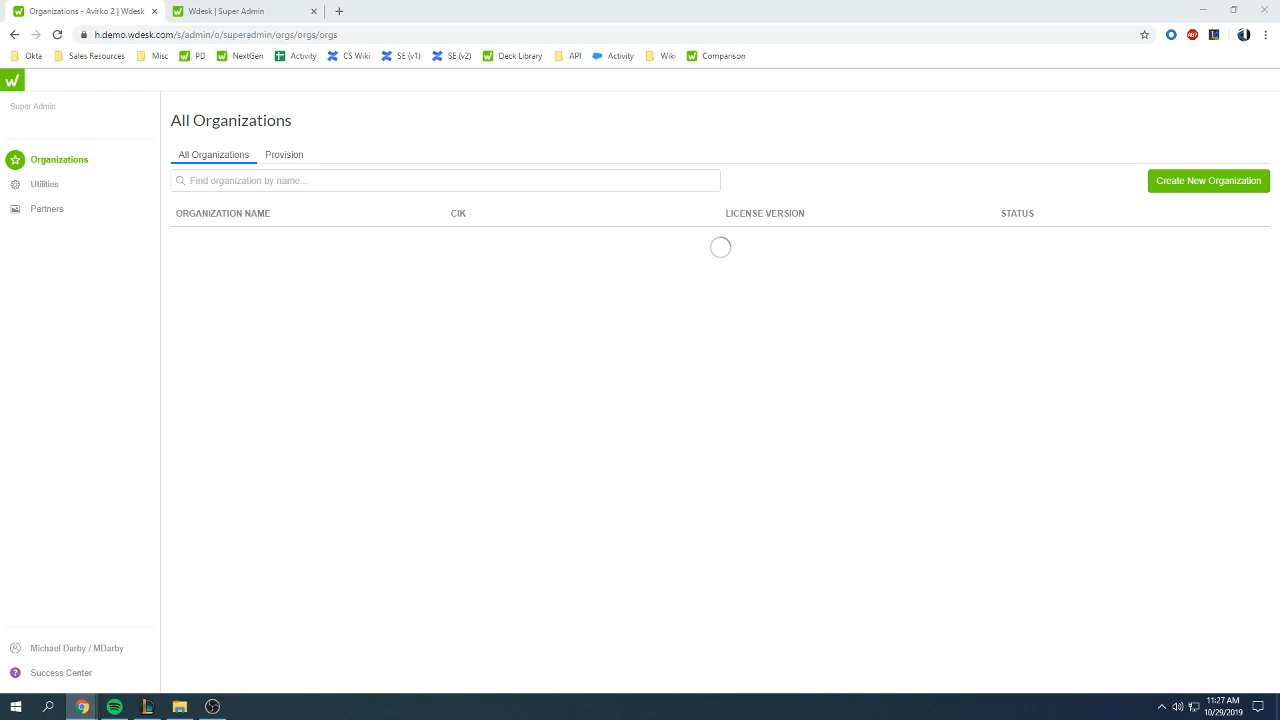 Organizations - Avirko 2 | Wdesk
Wdesk | Super Admin
h.demo.wdesk.com/s/admin/o/superadmin/orgs/orgs/orgs
Okta Sales Resources Misc PD NextGen Activity CS Wiki SE (v1) SE (v2) Deck Library API Activity Wiki Comparison
Super Admin
Organizations
Utilities
Partners
All Organizations
All Organizations Provision
Find organization by name...
Create New Organization
ORGANIZATION NAME CIK LICENSE VERSION STATUS
Michael Darby / MDarby
? Success Center
11:27 AM
10/29/2019